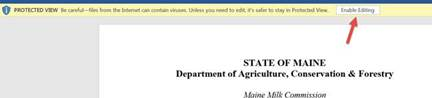 PROTECTED VIEW Be careful—files from the Internet can contain viruses. Unless you need to edit, it's safer to stay in Protected View. Enable Editing
STATE OF MAINE
Department of Agriculture, Conservation & Forestry
Maine Milk Commission